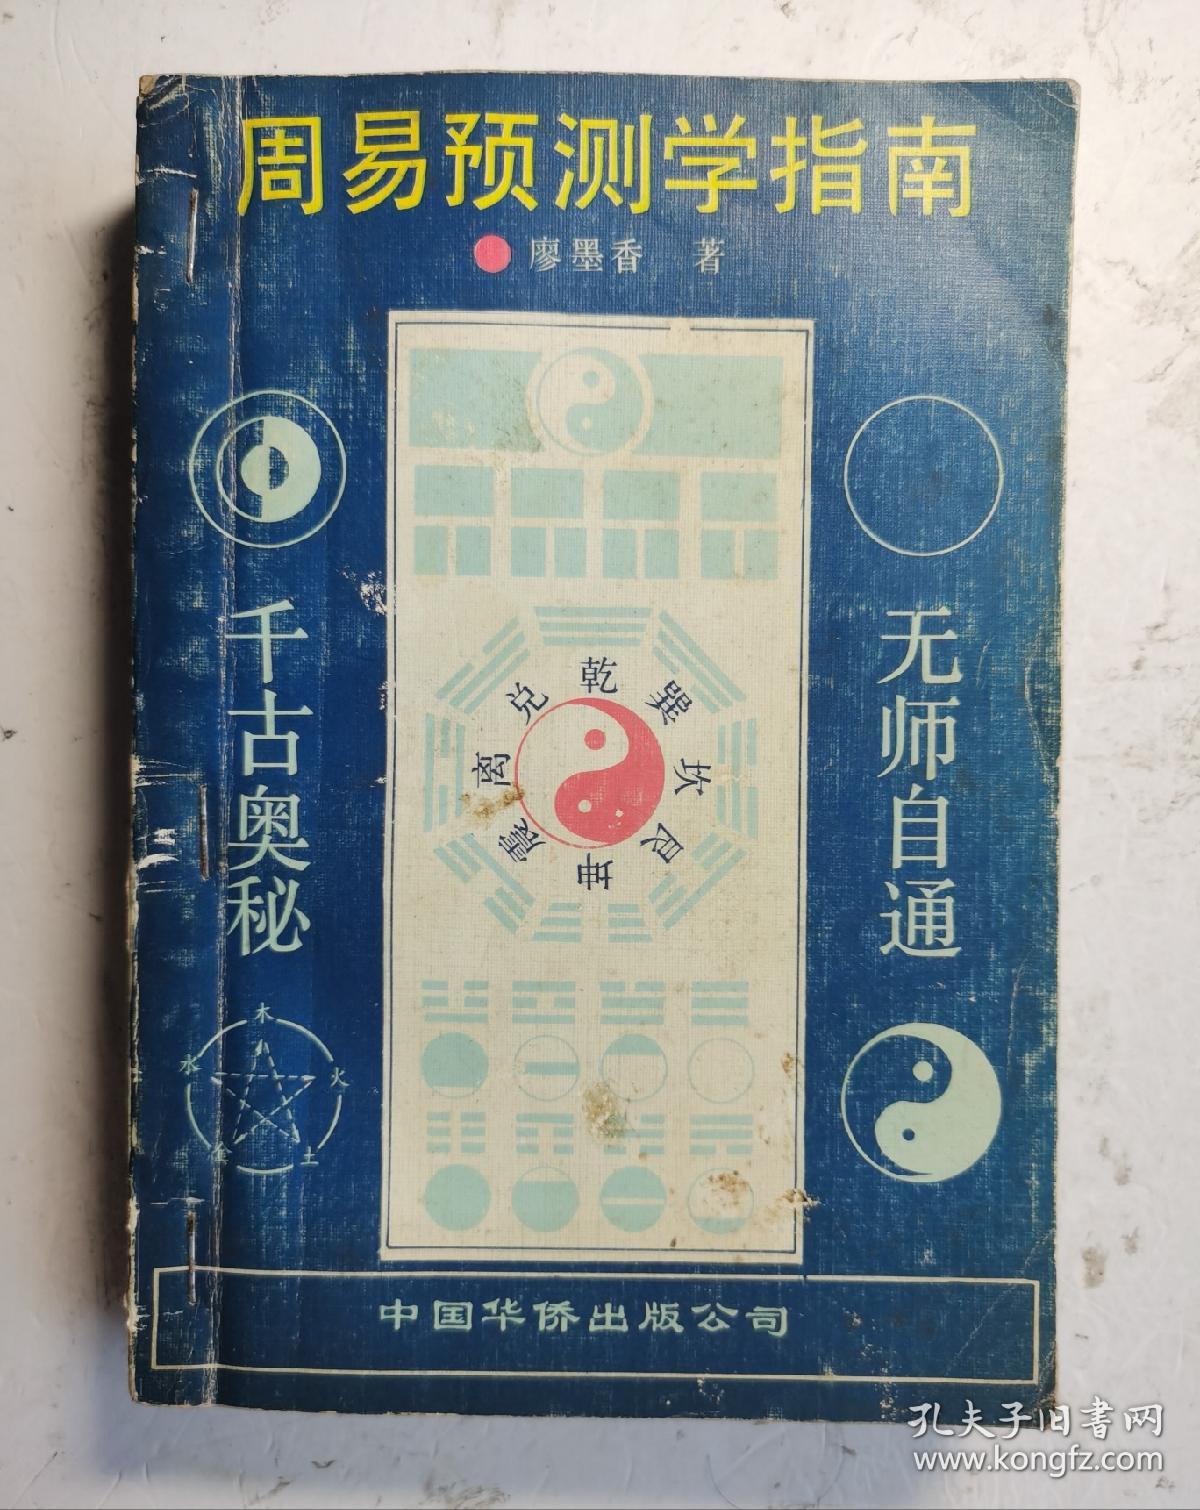 周易预测学指南
廖墨香 著
千古奥秘
无师自通
乾
兑
巽
离
坎
震
艮
坤
木
水
火
金
土
中国华侨出版公司
孔夫子旧书网
www.kongfz.com